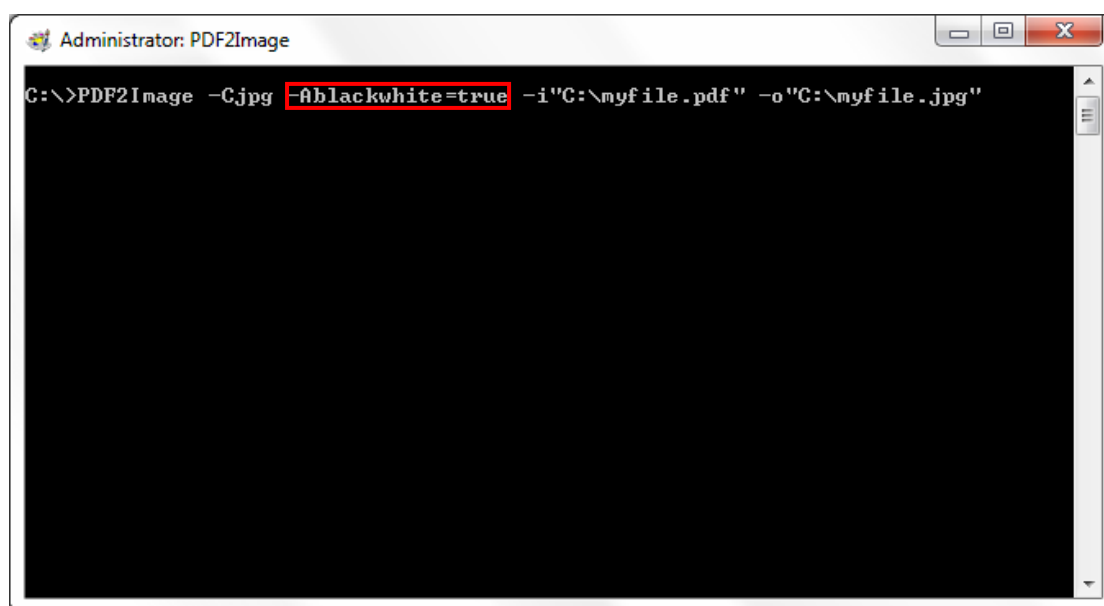 Administrator: PDF2Image
C:\>PDF2Image -Cjpg -Ablackwhite=true -i"C:\myfile.pdf" -o"C:\myfile.jpg"